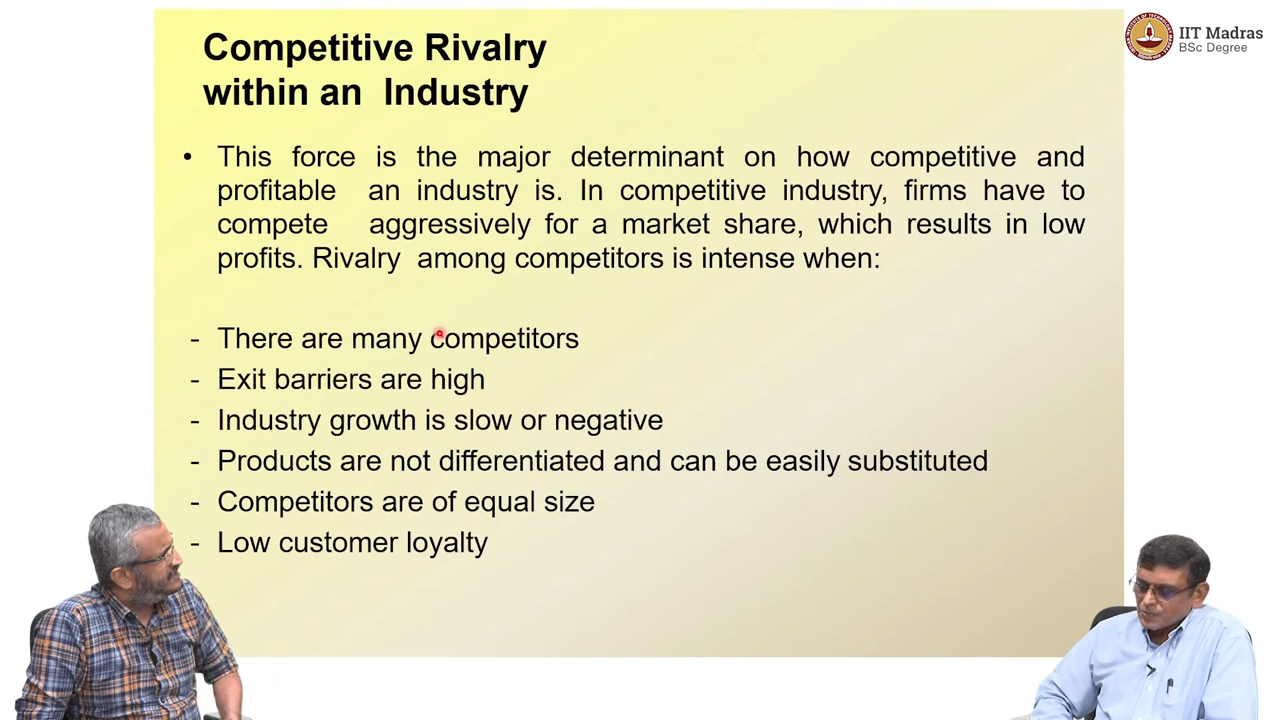 Competitive Rivalry
within an Industry
IIT Madras
BSc Degree
• This force is the major determinant on how competitive and
profitable an industry is. In competitive industry, firms have to
compete aggressively for a market share, which results in low
profits. Rivalry among competitors is intense when:
- There are many competitors
- Exit barriers are high
- Industry growth is slow or negative
- Products are not differentiated and can be easily substituted
- Competitors are of equal size
- Low customer loyalty